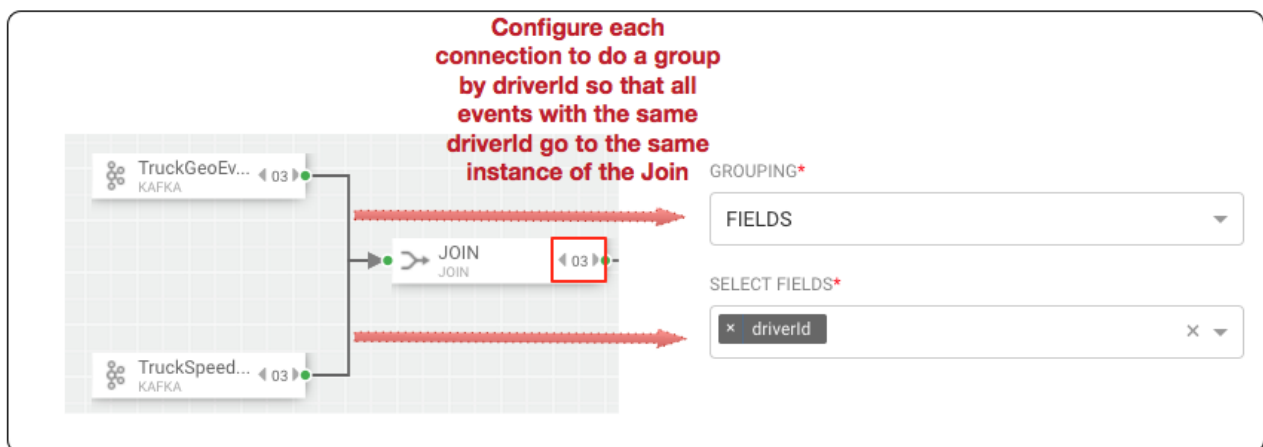 Configure each
connection to do a group
by driverId so that all
events with the same
driverId go to the same
instance of the Join
TruckGeoEv... 03
KAFKA
JOIN 03
JOIN
TruckSpeed... 03
KAFKA
GROUPING*
FIELDS
SELECT FIELDS*
× driverId ×